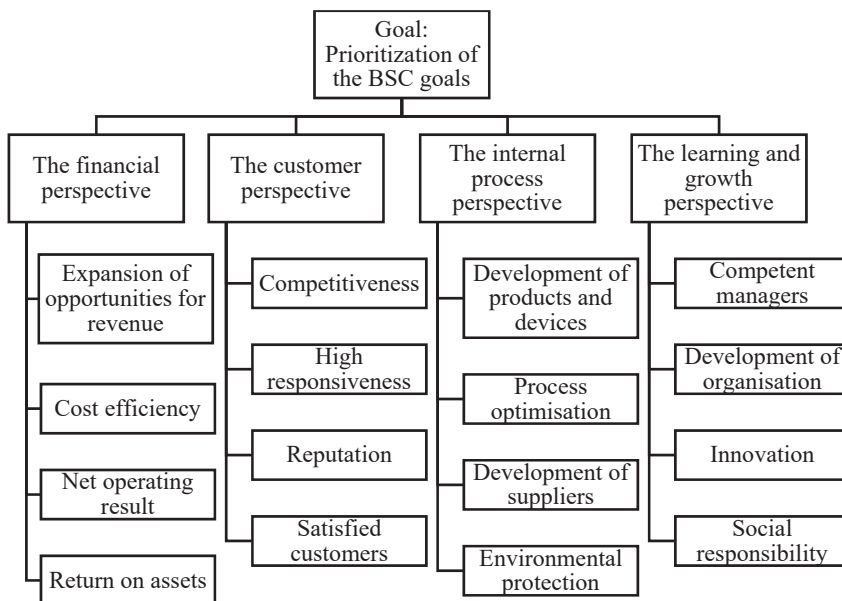 Goal:
Prioritization of
the BSC goals
The financial
perspective
Expansion of
opportunities for
revenue
Cost efficiency
Net operating
result
Return on assets
The customer
perspective
Competitiveness
High
responsiveness
Reputation
Satisfied
customers
The internal
process
perspective
Development of
products and
devices
Process
optimisation
Development of
suppliers
Environmental
protection
The learning and
growth
perspective
Competent
managers
Development of
organisation
Innovation
Social
responsibility